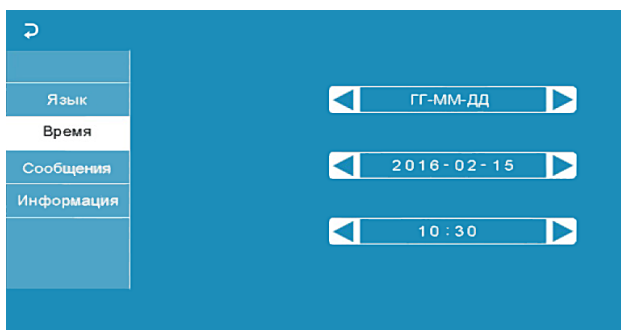 Язык
Время
Сообщения
Информация
ГГ-ММ-ДД
2016-02-15
10:30